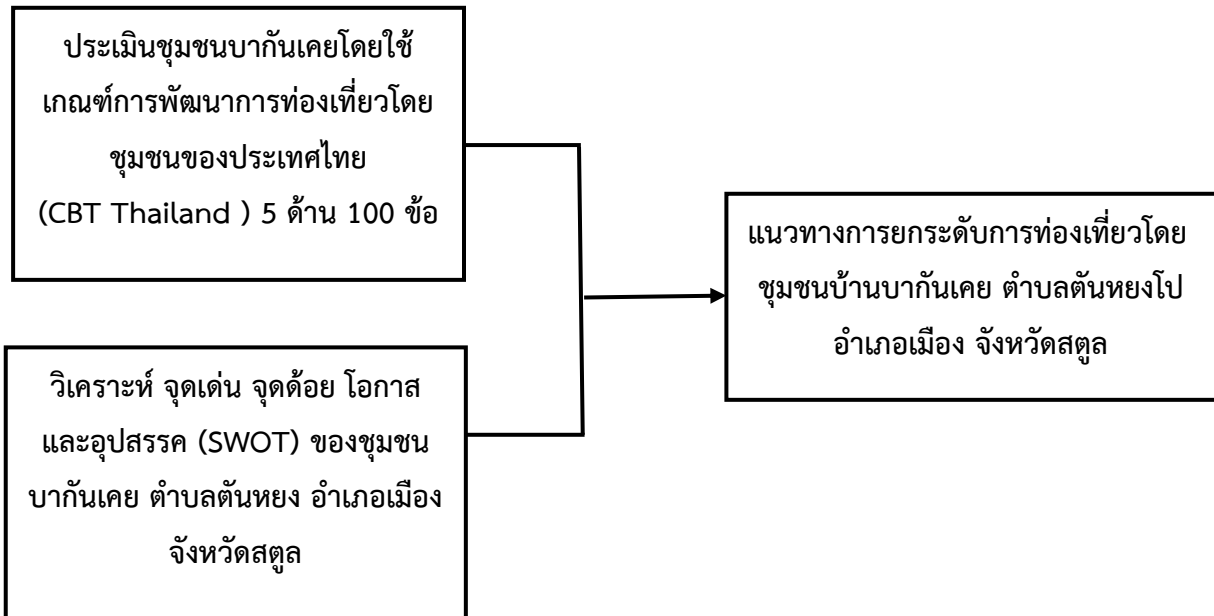 ประเมินชุมชนบากันเคยโดยใช้
เกณฑ์การพัฒนาการท่องเที่ยวโดย
ชุมชนของประเทศไทย
(CBT Thailand ) 5 ด้าน 100 ข้อ
แนวทางการยกระดับการท่องเที่ยวโดย
ชุมชนบ้านบากันเคย ตำบลตันหยงโป
อำเภอเมือง จังหวัดสตูล
วิเคราะห์ จุดเด่น จุดด้อย โอกาส
และอุปสรรค (SWOT) ของชุมชน
บากันเคย ตำบลตันหยง อำเภอเมือง
จังหวัดสตูล